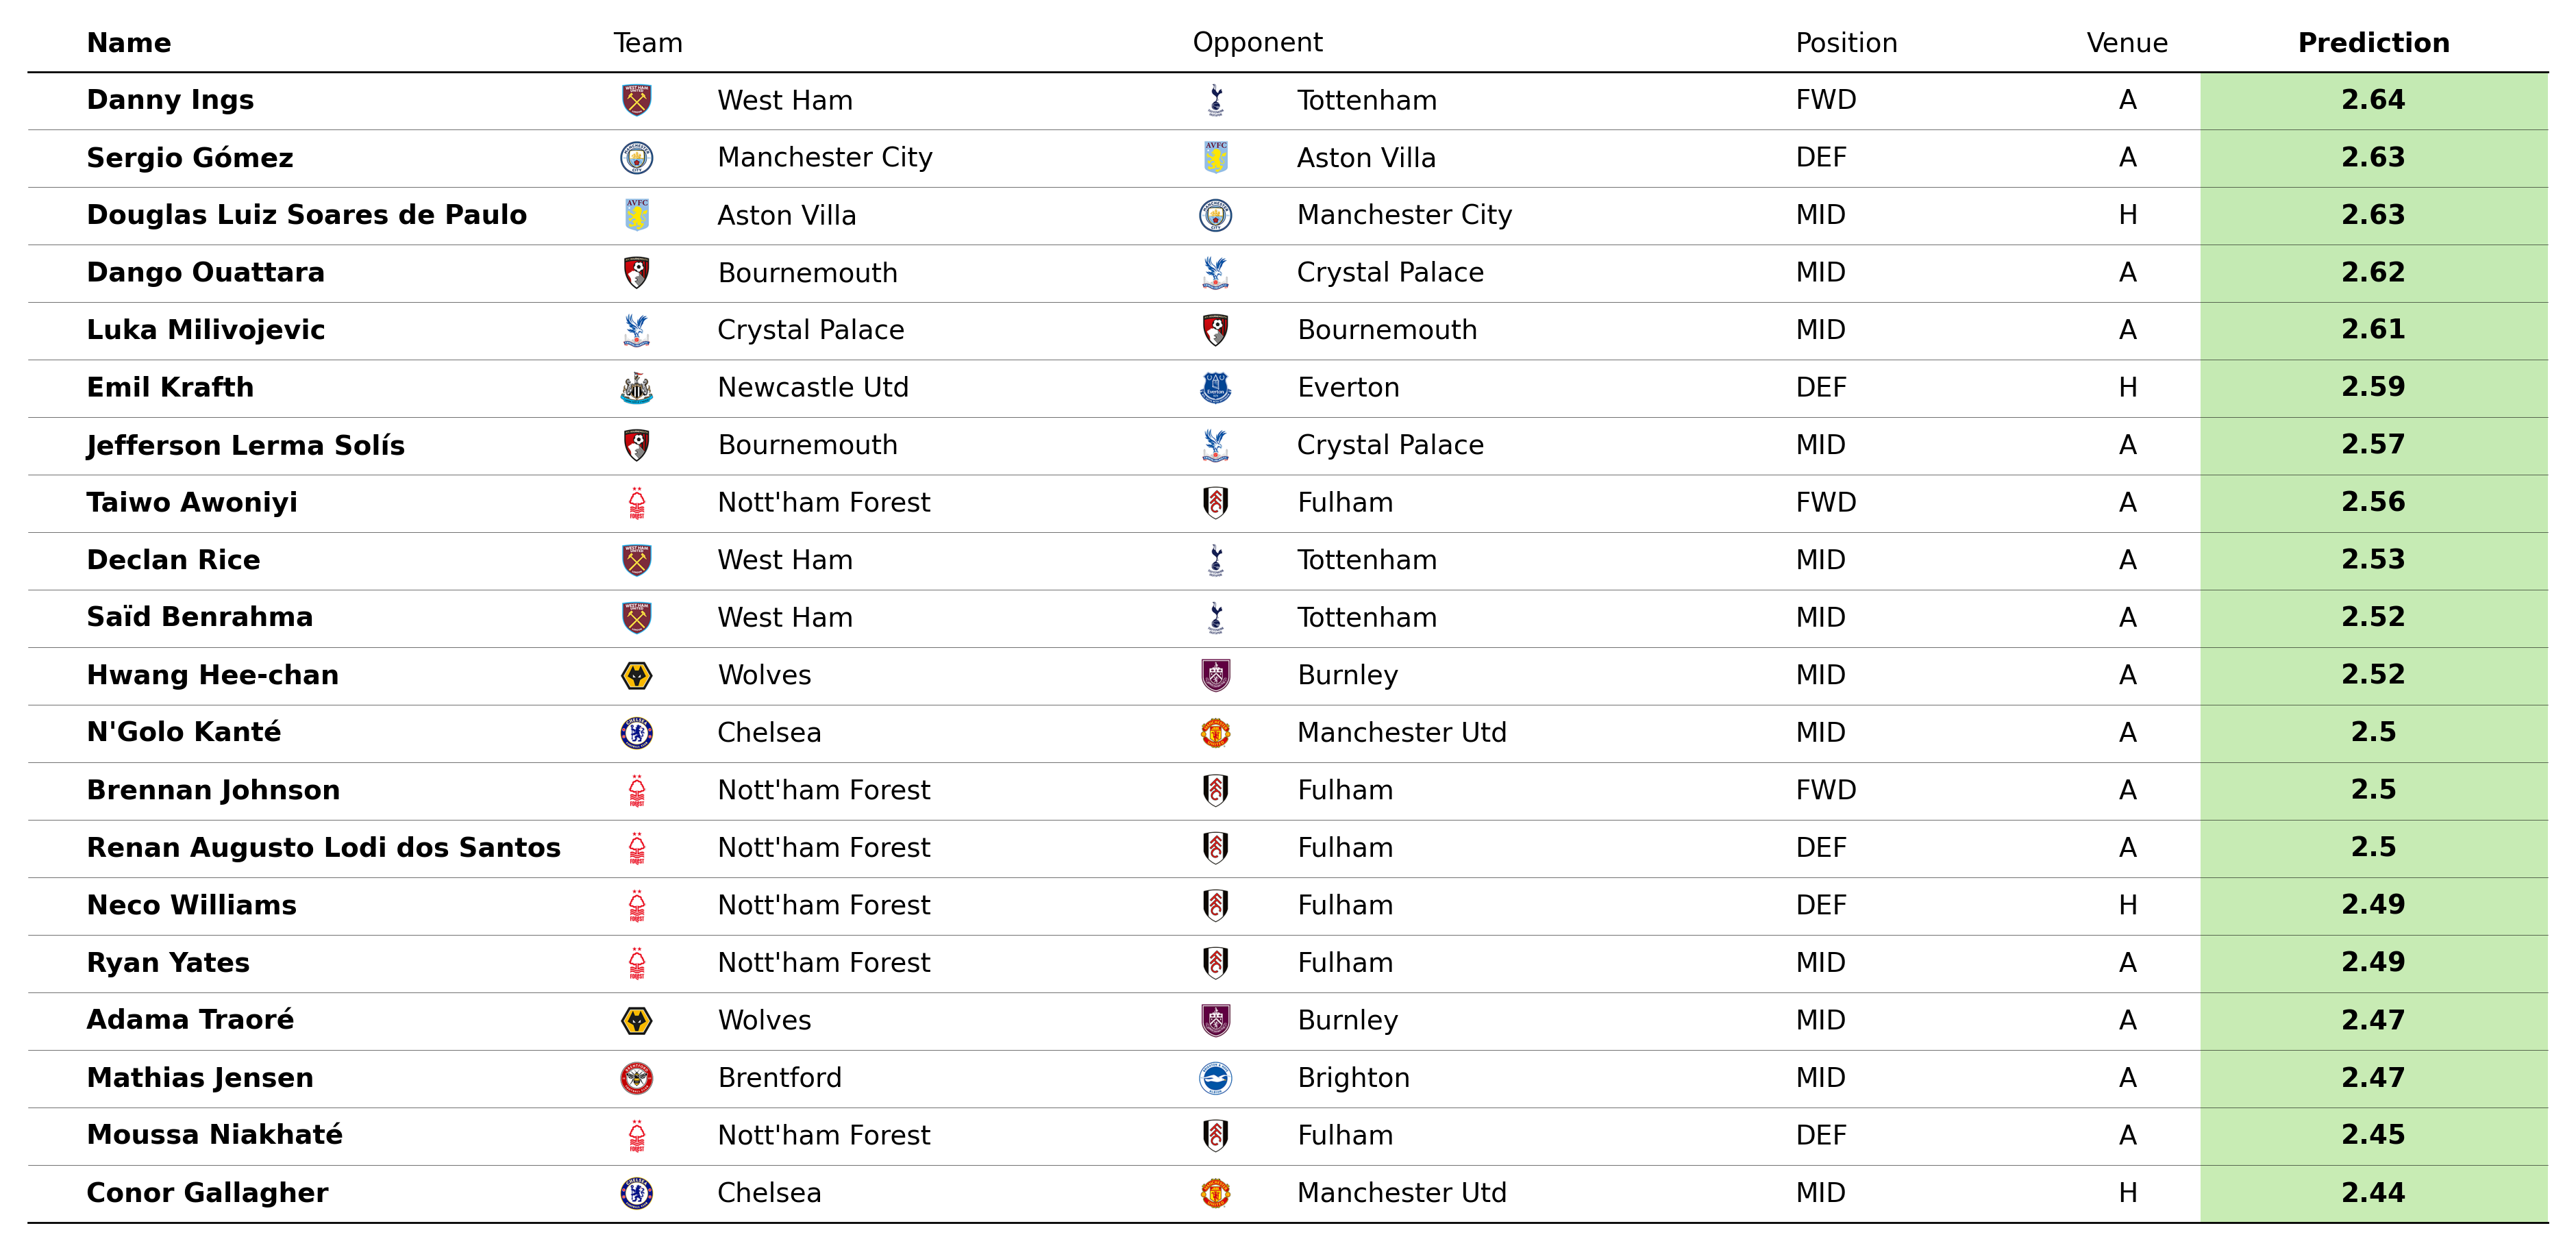 Name Team Opponent Position Venue Prediction
Danny Ings West Ham Tottenham FWD A 2.64
Sergio Gómez Manchester City Aston Villa DEF A 2.63
Douglas Luiz Soares de Paulo Aston Villa Manchester City MID H 2.63
Dango Ouattara Bournemouth Crystal Palace MID A 2.62
Luka Milivojevic Crystal Palace Bournemouth MID A 2.61
Emil Krafth Newcastle Utd Everton DEF H 2.59
Jefferson Lerma Solís Bournemouth Crystal Palace MID A 2.57
Taiwo Awoniyi Nott'ham Forest Fulham FWD A 2.56
Declan Rice West Ham Tottenham MID A 2.53
Saïd Benrahma West Ham Tottenham MID A 2.52
Hwang Hee-chan Wolves Burnley MID A 2.52
N'Golo Kanté Chelsea Manchester Utd MID A 2.5
Brennan Johnson Nott'ham Forest Fulham FWD A 2.5
Renan Augusto Lodi dos Santos Nott'ham Forest Fulham DEF A 2.5
Neco Williams Nott'ham Forest Fulham DEF H 2.49
Ryan Yates Nott'ham Forest Fulham MID A 2.49
Adama Traoré Wolves Burnley MID A 2.47
Mathias Jensen Brentford Brighton MID A 2.47
Moussa Niakhaté Nott'ham Forest Fulham DEF A 2.45
Conor Gallagher Chelsea Manchester Utd MID H 2.44